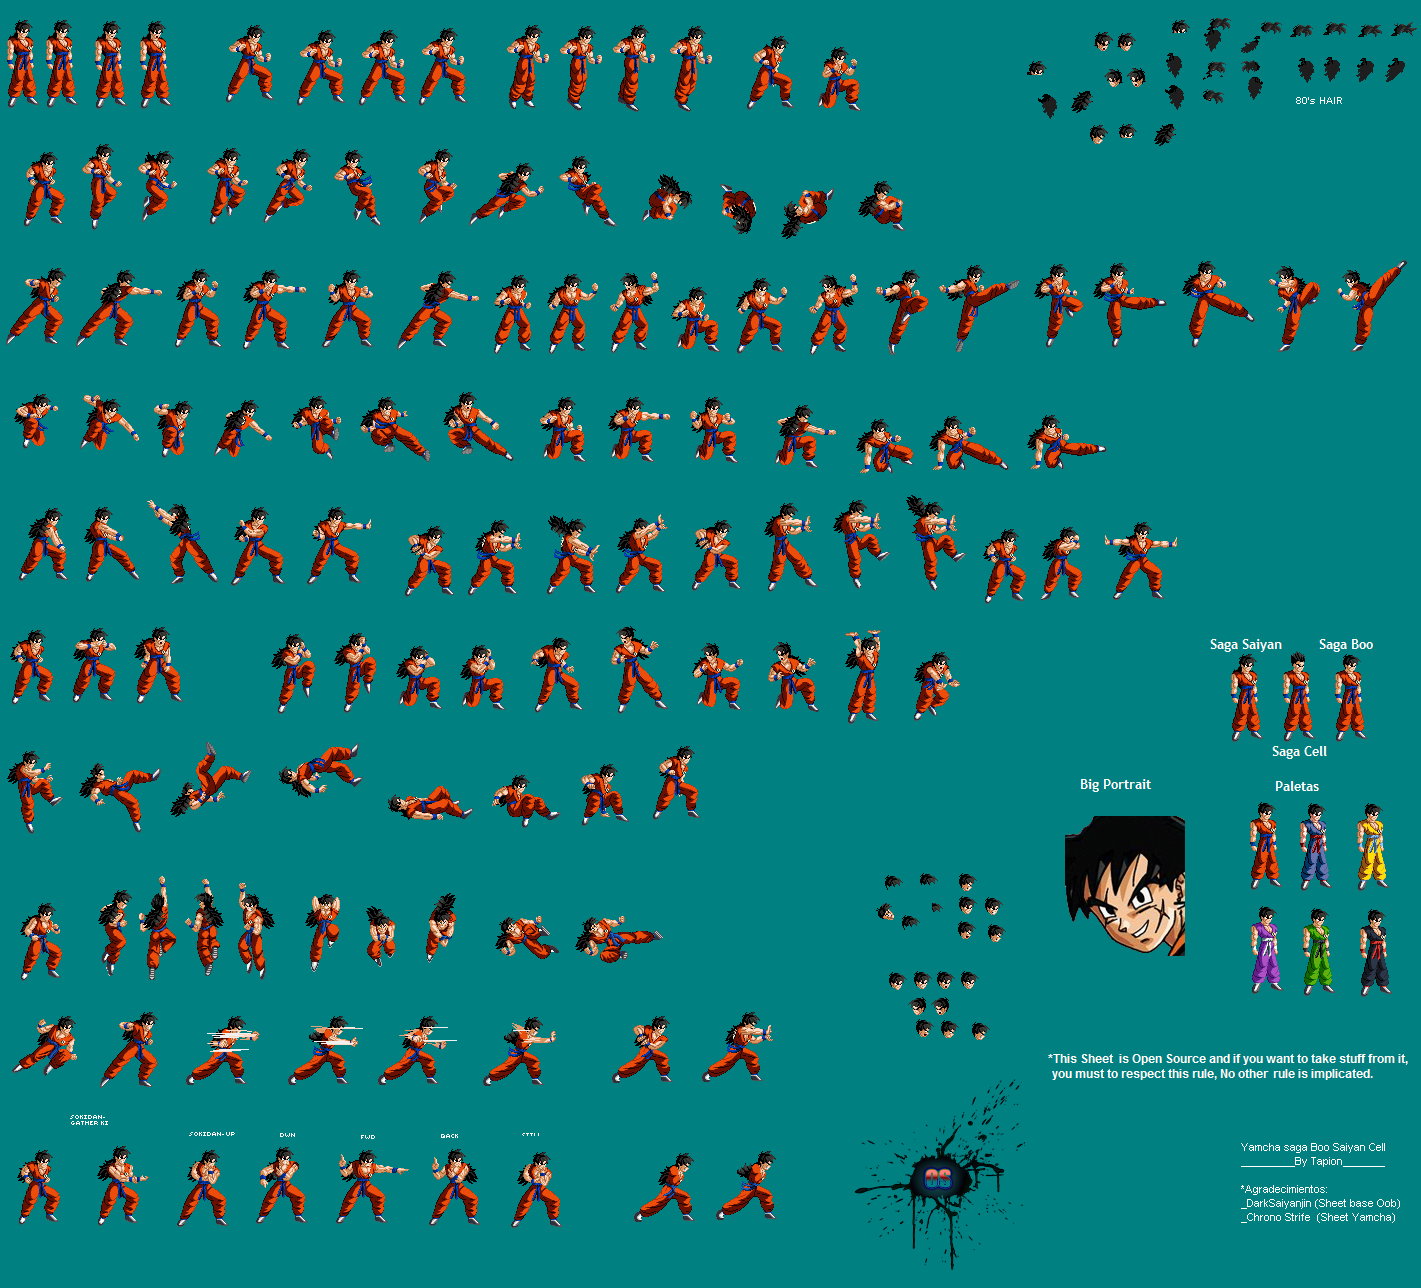 80's HAIR
Saga Saiyan
Saga Boo
Saga Cell
Big Portrait
Paletas
*This Sheet is Open Source and if you want to take stuff from it,
you must to respect this rule, No other rule is implicated.
SOKIDAN-
GATHER KI
SOKIDAN-UP
DWN
FWD
BACK
OS
Yamcha saga Boo Saiyan Cell
_________By Tapion_______
*Agradecimientos:
_DarkSaiyanjin (Sheet base Oob)
_Chrono Strife (Sheet Yamcha)